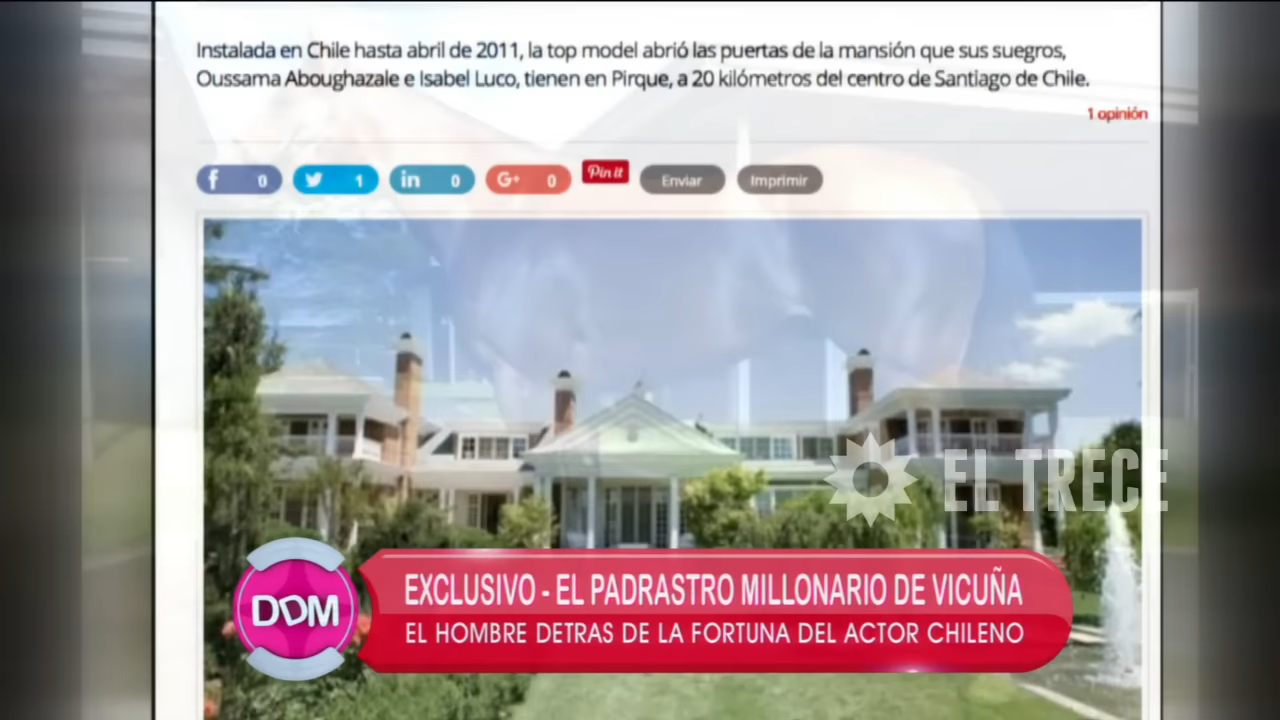 Instalada en Chile hasta abril de 2011, la top model abrió las puertas de la mansión que sus suegros,
Oussama Aboughazale e Isabel Luco, tienen en Pirque, a 20 kilómetros del centro de Santiago de Chile.
1 opinión
f 0
1
in 0
G+ 0
Pin it
Enviar
Imprimir
EL TRECE
DDM
EXCLUSIVO - EL PADRASTRO MILLONARIO DE VICUÑA
EL HOMBRE DETRAS DE LA FORTUNA DEL ACTOR CHILENO